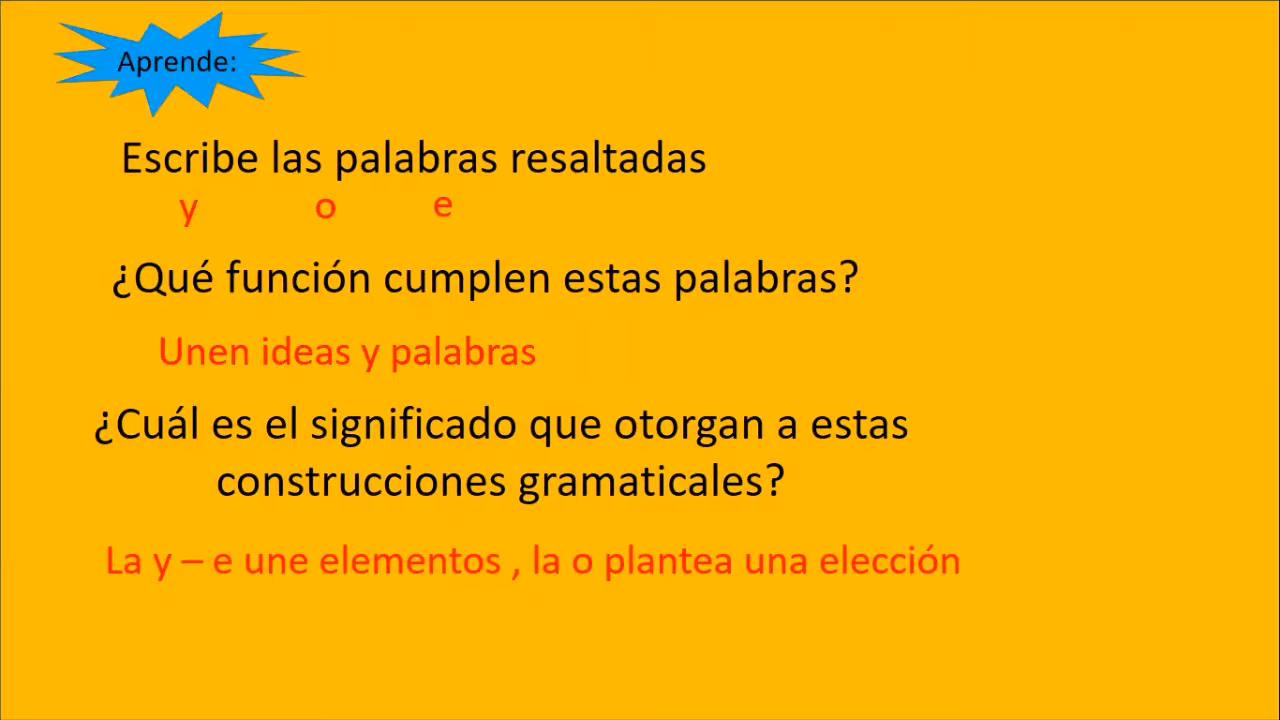 Aprende:
Escribe las palabras resaltadas
y o e
¿Qué función cumplen estas palabras?
Unen ideas y palabras
¿Cuál es el significado que otorgan a estas
construcciones gramaticales?
La y – e une elementos , la o plantea una elección